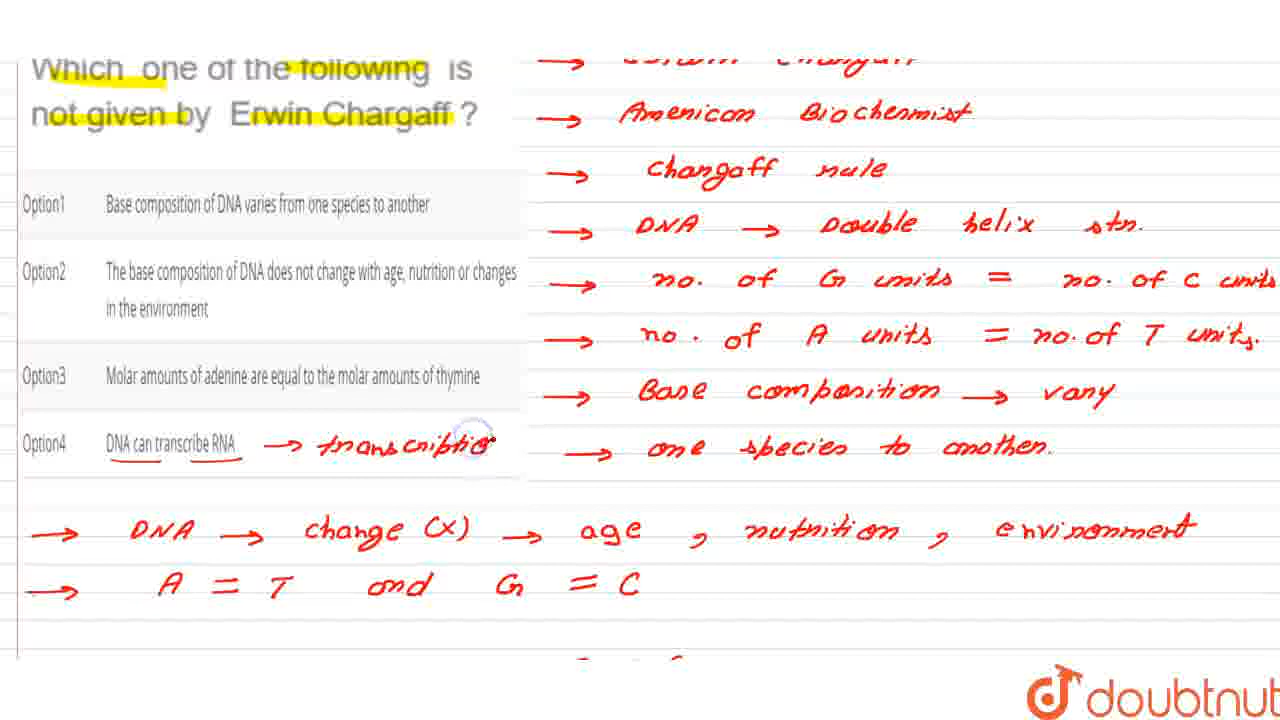 Which one of the following is
not given by Erwin Chargaff ?
Option1 Base composition of DNA varies from one species to another
Option2 The base composition of DNA does not change with age, nutrition or changes
in the environment
Option3 Molar amounts of adenine are equal to the molar amounts of thymine
Option4 DNA can transcribe RNA → transcriptio
→ Chargaff
→ American Biochemist
→ Chargaff rule
→ DNA → Double helix str.
→ no. of G units = no. of C units
→ no. of A units = no. of T units.
→ Base composition → vary
→ one species to another.
→ DNA → change (x) → age , nutrition , environment
→ A = T and G = C
doubtnut